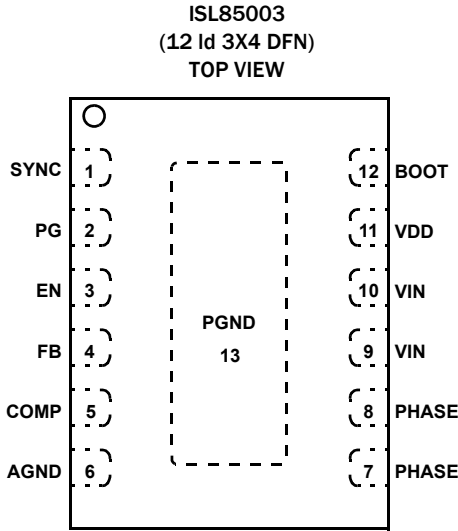 ISL85003
(12 ld 3X4 DFN)
TOP VIEW
SYNC 1 12 BOOT
PG 2 11 VDD
EN 3 10 VIN
PGND
FB 4 13 9 VIN
COMP 5 8 PHASE
AGND 6 7 PHASE